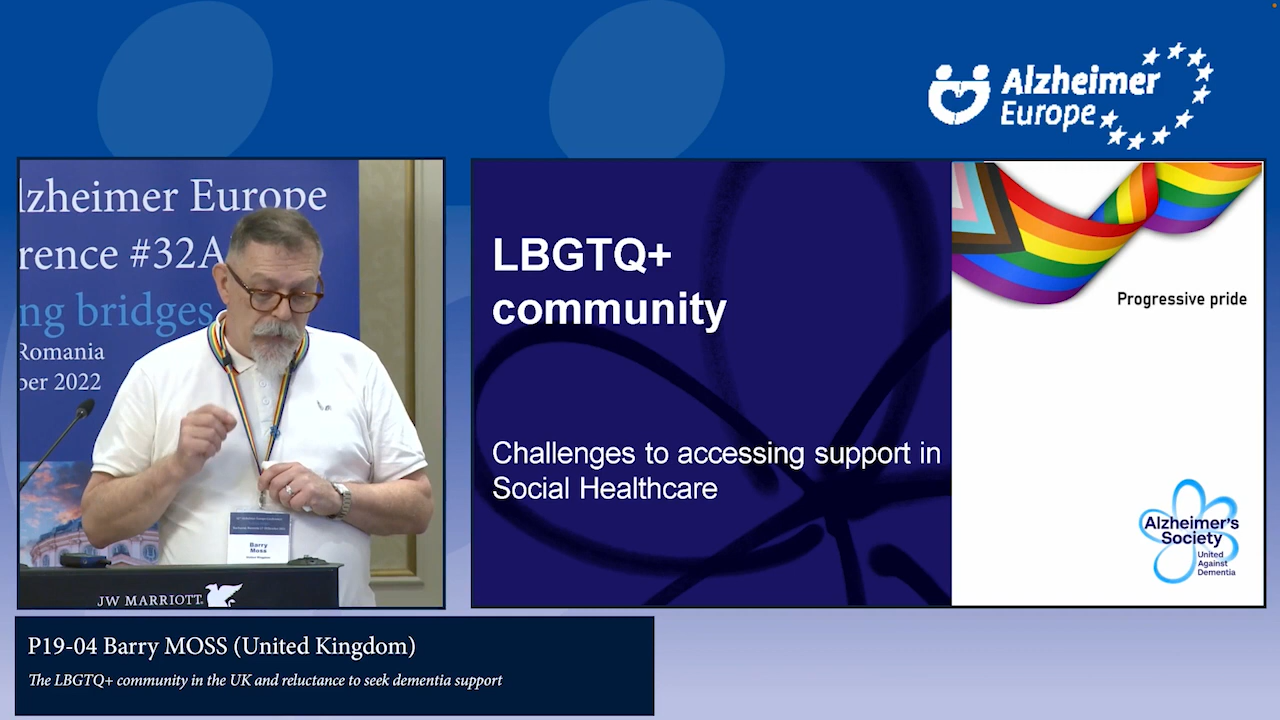 Alzheimer
Europe
lzheimer Europe
rence #32A
ng bridges
Romania
ber 2022
Barry
Moss
JW MARRIOTT
LBGTQ+
community
Challenges to accessing support in
Social Healthcare
Progressive pride
Alzheimer's
Society
United
Against
Dementia
P19-04 Barry MOSS (United Kingdom)
The LBGTQ+ community in the UK and reluctance to seek dementia support